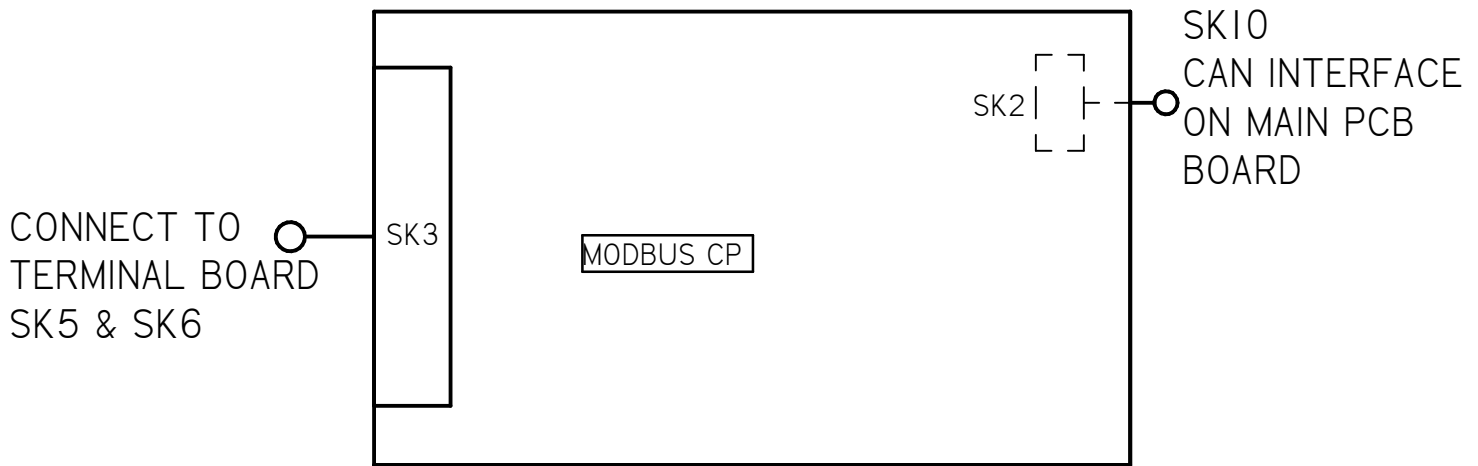 SK10
CAN INTERFACE
ON MAIN PCB
BOARD
SK2
CONNECT TO
TERMINAL BOARD
SK5 & SK6
SK3
MODBUS CP